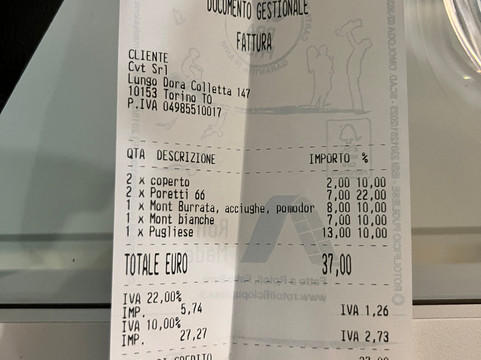 DOCUMENTO GESTIONALE
FATTURA
CLIENTE
Cvt Srl
Lungo Dora Colletta 147
10153 Torino TO
P.IVA 04985510017
QTA DESCRIZIONE IMPORTO %
2 x coperto 2,00 10,00
2 x Poretti 66 7,00 22,00
1 x Mont Burrata, acciughe, pomodor 8,00 10,00
1 x Mont bianche 7,00 10,00
1 x Pugliese 13,00 10,00
TOTALE EURO 37,00
IVA 22,00%
IMP. 5,74 IVA 1,26
IVA 10,00%
IMP. 27,27 IVA 2,73